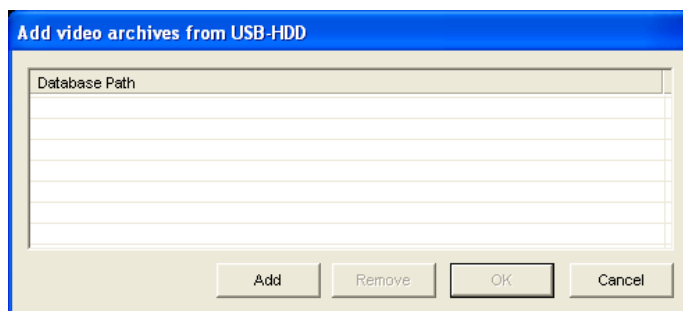 Add video archives from USB-HDD
Database Path
Add Remove OK Cancel